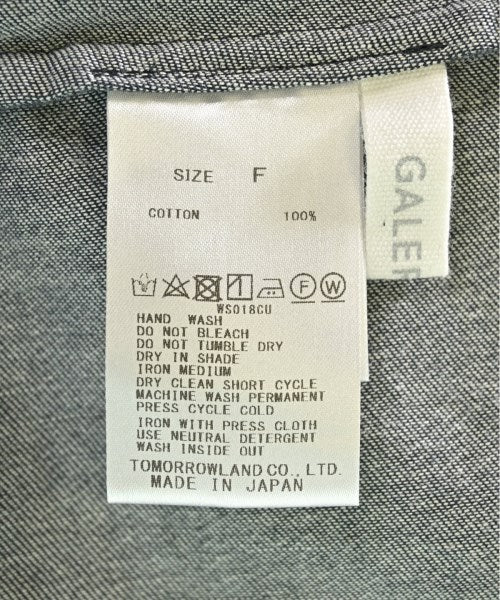 SIZE F
COTTON 100%
F W
WS018CU
HAND WASH
DO NOT BLEACH
DO NOT TUMBLE DRY
DRY IN SHADE
IRON MEDIUM
DRY CLEAN SHORT CYCLE
MACHINE WASH PERMANENT
PRESS CYCLE COLD
IRON WITH PRESS CLOTH
USE NEUTRAL DETERGENT
WASH INSIDE OUT
TOMORROWLAND CO., LTD.
MADE IN JAPAN
GALER